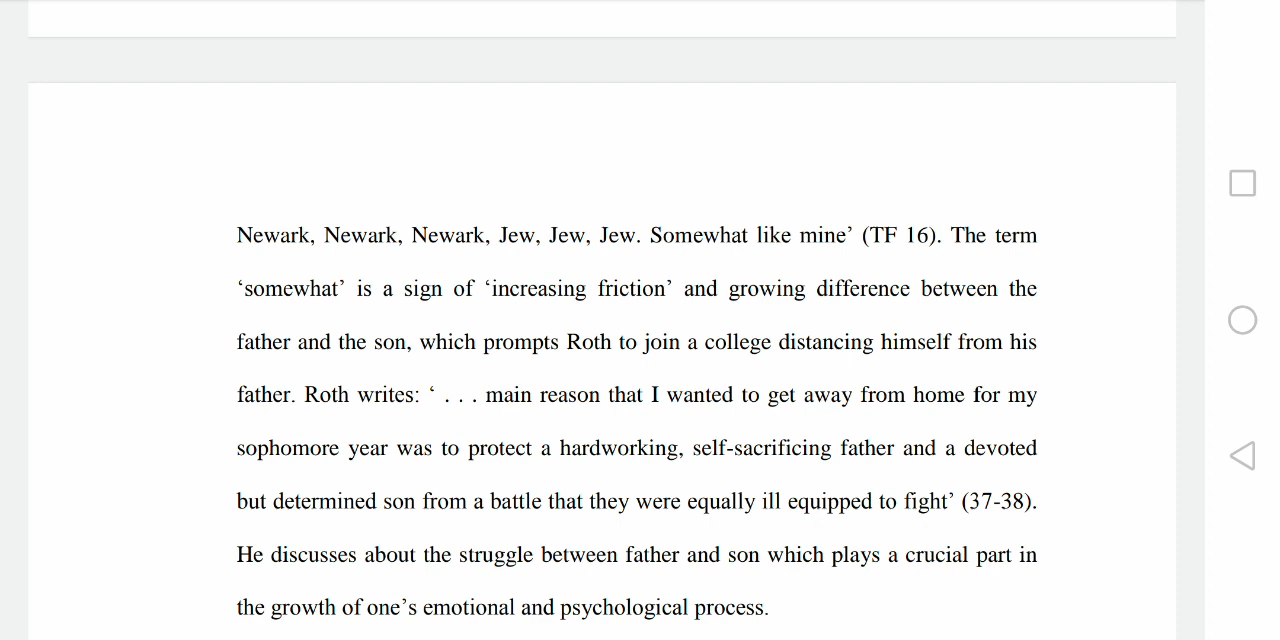 Newark, Newark, Newark, Jew, Jew, Jew. Somewhat like mine’ (TF 16). The term
‘somewhat’ is a sign of ‘increasing friction’ and growing difference between the
father and the son, which prompts Roth to join a college distancing himself from his
father. Roth writes: ‘ . . . main reason that I wanted to get away from home for my
sophomore year was to protect a hardworking, self-sacrificing father and a devoted
but determined son from a battle that they were equally ill equipped to fight’ (37-38).
He discusses about the struggle between father and son which plays a crucial part in
the growth of one’s emotional and psychological process.